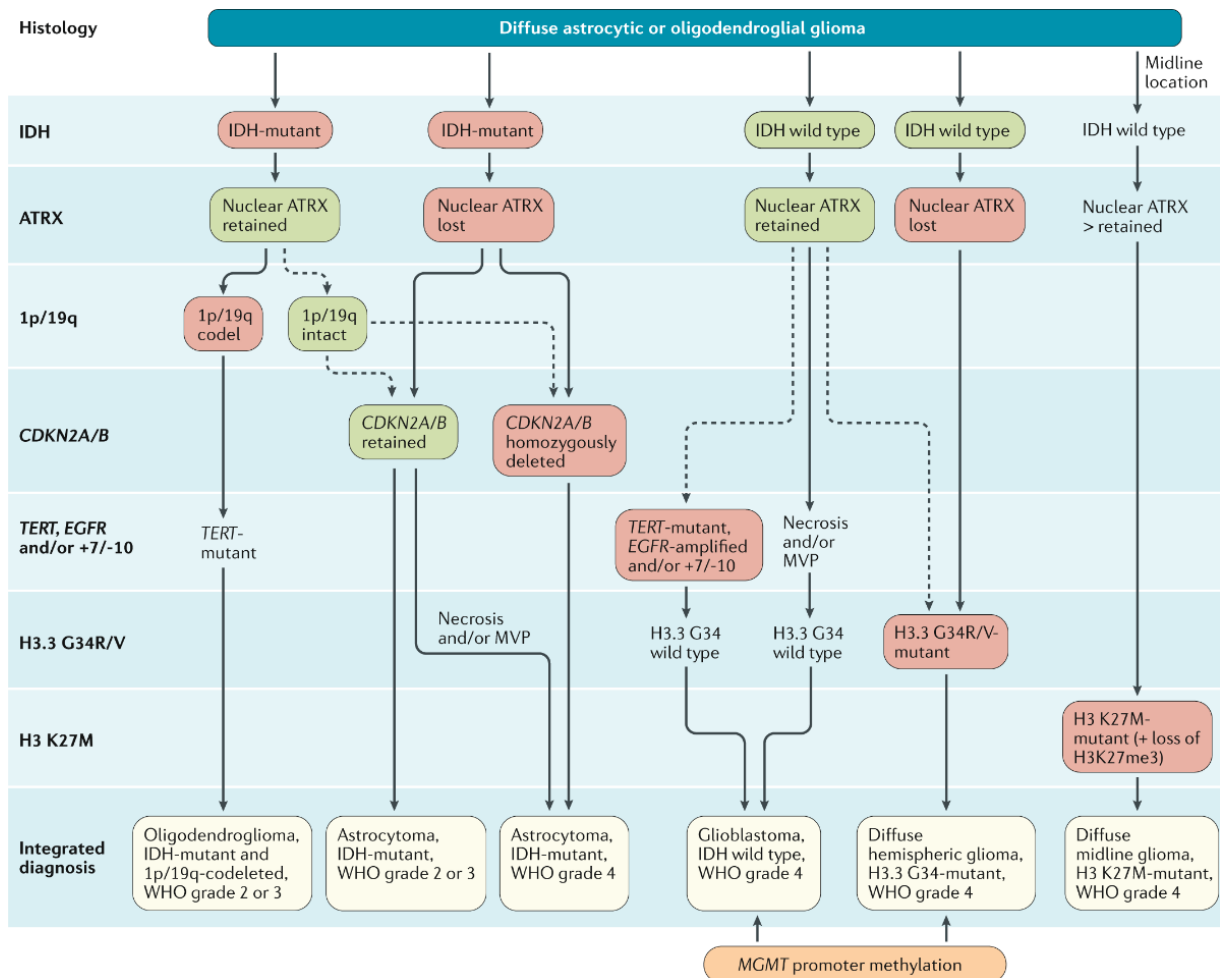 Histology
Diffuse astrocytic or oligodendroglial glioma
Midline
location
IDH
IDH-mutant
IDH-mutant
IDH wild type
IDH wild type
IDH wild type
ATRX
Nuclear ATRX
retained
Nuclear ATRX
lost
Nuclear ATRX
retained
Nuclear ATRX
lost
Nuclear ATRX
> retained
1p/19q
1p/19q
codel
1p/19q
intact
CDKN2A/B
CDKN2A/B
retained
CDKN2A/B
homozygously
deleted
TERT, EGFR
and/or +7/-10
TERT-
mutant
TERT-mutant,
EGFR-amplified
and/or +7/-10
Necrosis
and/or
MVP
H3.3 G34R/V
Necrosis
and/or MVP
H3.3 G34
wild type
H3.3 G34
wild type
H3.3 G34R/V-
mutant
H3 K27M
H3 K27M-
mutant (+ loss of
H3K27me3)
Integrated
diagnosis
Oligodendroglioma,
IDH-mutant and
1p/19q-codeleted,
WHO grade 2 or 3
Astrocytoma,
IDH-mutant,
WHO grade 2 or 3
Astrocytoma,
IDH-mutant,
WHO grade 4
Glioblastoma,
IDH wild type,
WHO grade 4
Diffuse
hemispheric glioma,
H3.3 G34-mutant,
WHO grade 4
Diffuse
midline glioma,
H3 K27M-mutant,
WHO grade 4
MGMT promoter methylation